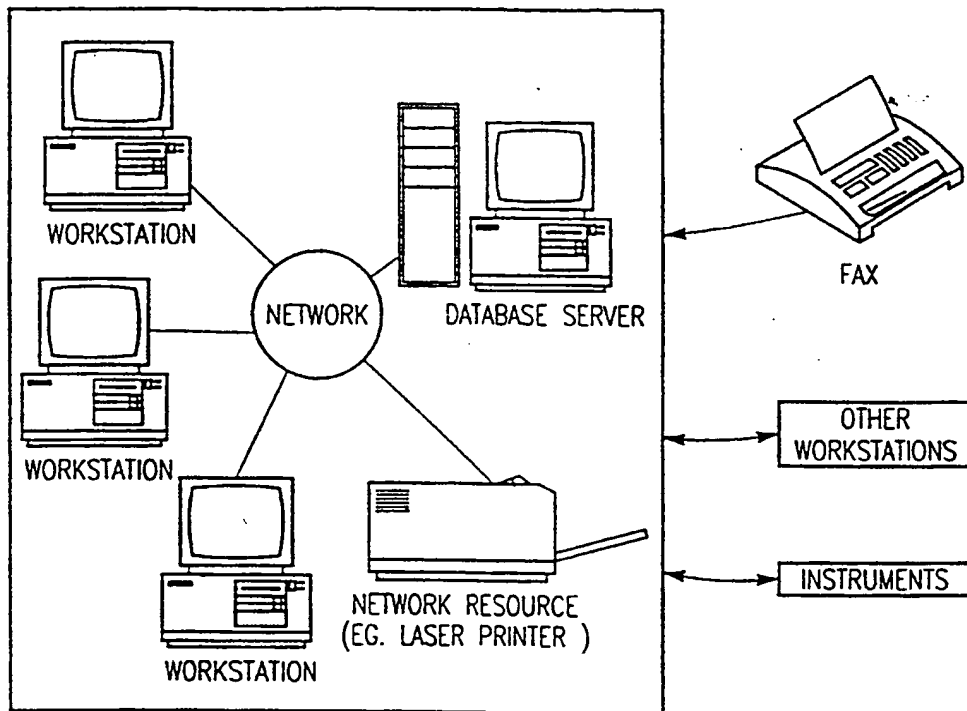 WORKSTATION
NETWORK
DATABASE SERVER
FAX
WORKSTATION
OTHER
WORKSTATIONS
WORKSTATION
NETWORK RESOURCE
(EG. LASER PRINTER )
INSTRUMENTS